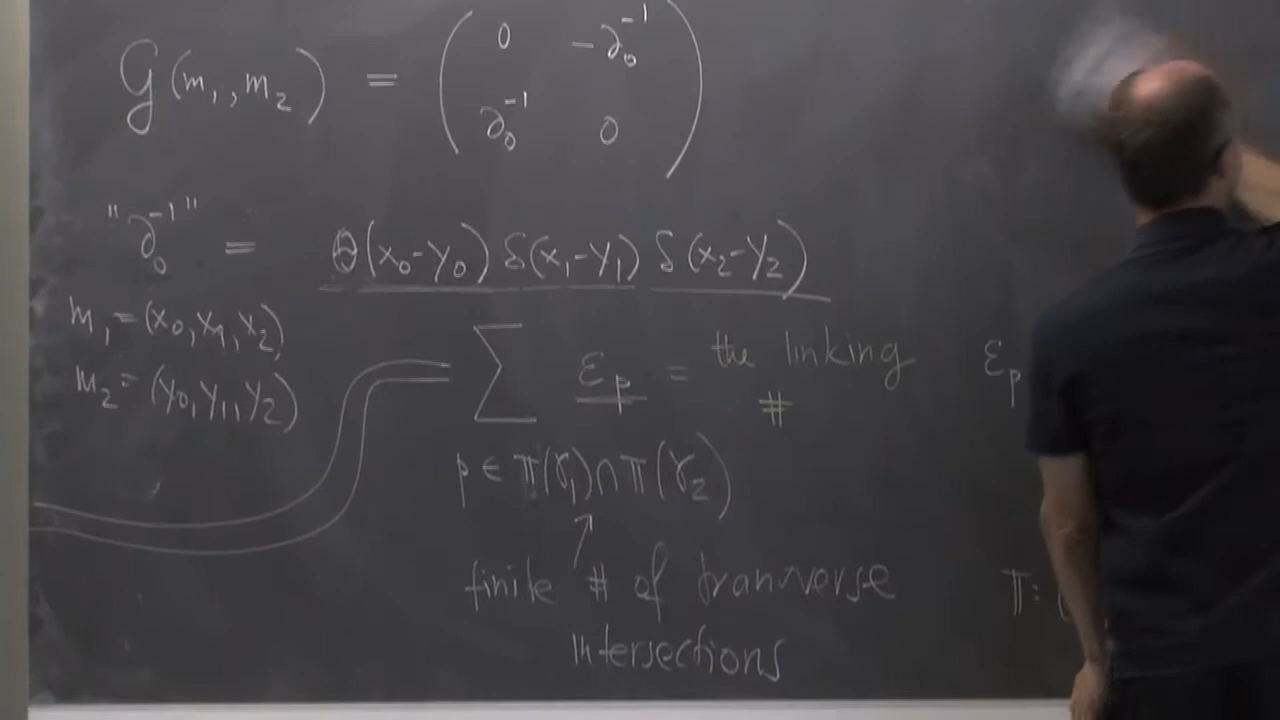 G(m₁, m₂) = ( 0 -∂₀⁻¹
∂₀⁻¹ 0 )
"∂₀⁻¹" = Θ(x₀-y₀) δ(x₁-y₁) δ(x₂-y₂)
m₁ = (x₀, x₁, x₂)
m₂ = (y₀, y₁, y₂)
= ∑ ε_p = the linking #
p ∈ π(γ₁)∩π(γ₂)
↑
finite # of transverse
intersections
ε_p
π: (